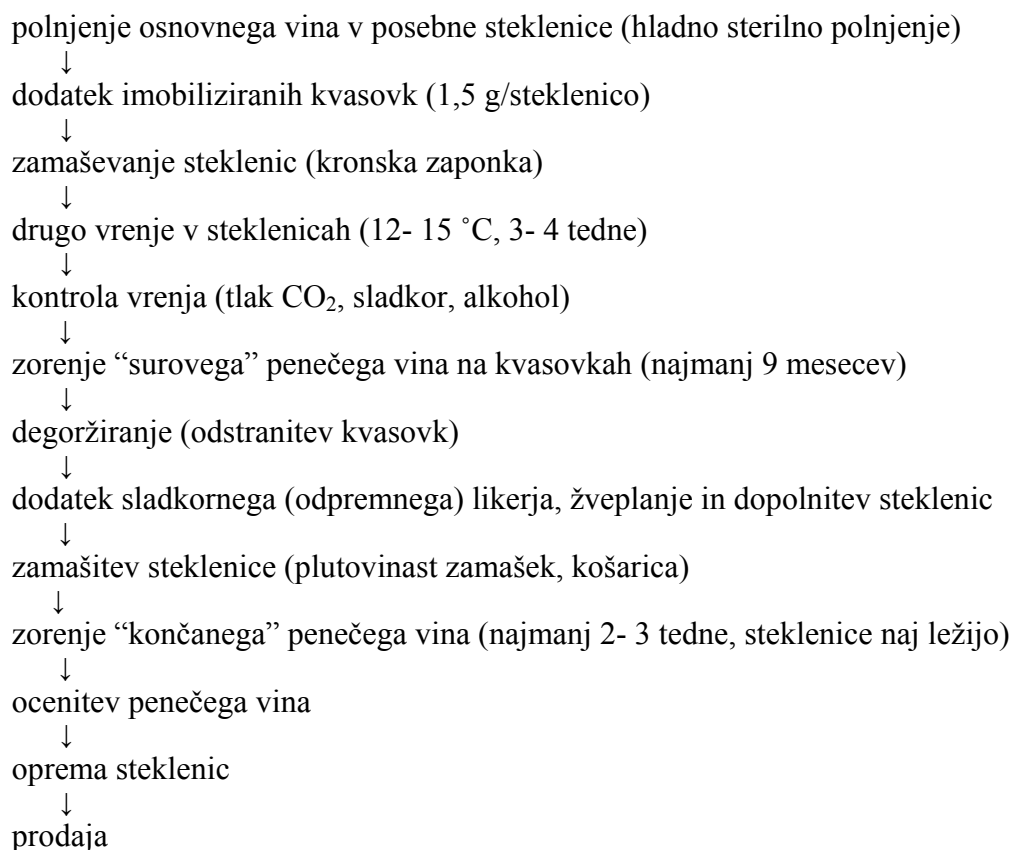 polnjenje osnovnega vina v posebne steklenice (hladno sterilno polnjenje)
↓
dodatek imobiliziranih kvasovk (1,5 g/steklenico)
↓
zamaševanje steklenic (kronska zaponka)
↓
drugo vrenje v steklenicah (12- 15 ˚C, 3- 4 tedne)
↓
kontrola vrenja (tlak CO₂, sladkor, alkohol)
↓
zorenje “surovega” penečega vina na kvasovkah (najmanj 9 mesecev)
↓
degoržiranje (odstranitev kvasovk)
↓
dodatek sladkornega (odpremnega) likerja, žveplanje in dopolnitev steklenic
↓
zamašitev steklenice (plutovinast zamašek, košarica)
↓
zorenje “končanega” penečega vina (najmanj 2- 3 tedne, steklenice naj ležijo)
↓
ocenitev penečega vina
↓
oprema steklenic
↓
prodaja